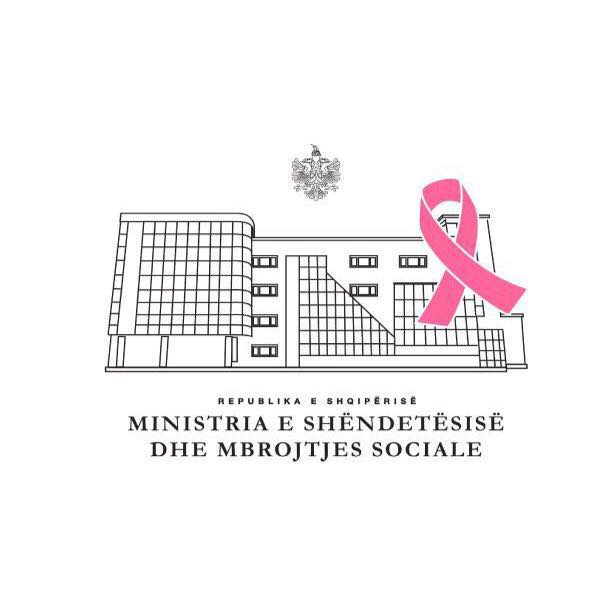 REPUBLIKA E SHQIPËRISË
MINISTRIA E SHËNDETËSISË
DHE MBROJTJES SOCIALE